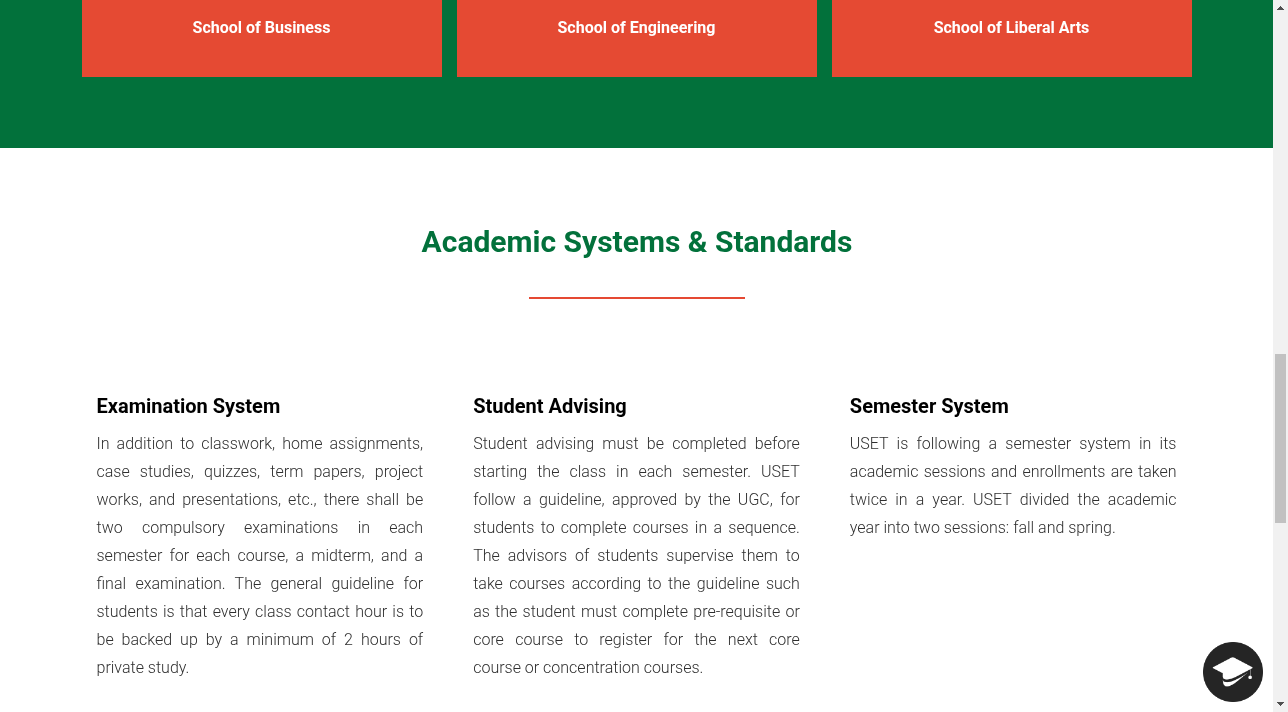 School of Business
School of Engineering
School of Liberal Arts
Academic Systems & Standards
Examination System
In addition to classwork, home assignments,
case studies, quizzes, term papers, project
works, and presentations, etc., there shall be
two compulsory examinations in each
semester for each course, a midterm, and a
final examination. The general guideline for
students is that every class contact hour is to
be backed up by a minimum of 2 hours of
private study.
Student Advising
Student advising must be completed before
starting the class in each semester. USET
follow a guideline, approved by the UGC, for
students to complete courses in a sequence.
The advisors of students supervise them to
take courses according to the guideline such
as the student must complete pre-requisite or
core course to register for the next core
course or concentration courses.
Semester System
USET is following a semester system in its
academic sessions and enrollments are taken
twice in a year. USET divided the academic
year into two sessions: fall and spring.